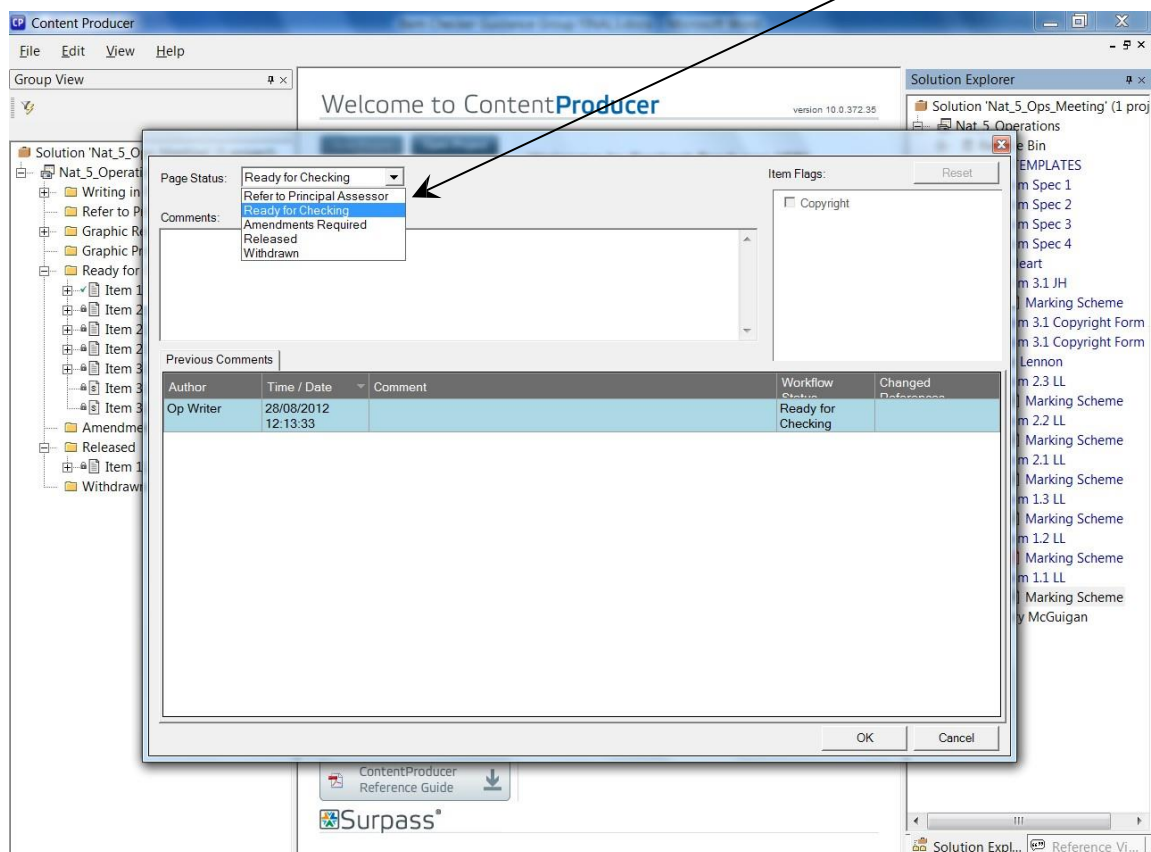 Content Producer
File Edit View Help
Group View
Welcome to ContentProducer
version 10.0.372.35
Solution 'Nat_5_O
Nat_5_Operati
Writing in
Refer to P
Graphic Re
Graphic Pr
Ready for
Item 1
Item 2
Item 2
Item 2
Item 3
Item 3
Item 3
Amendme
Released
Item 1
Withdrawn
Page Status: Ready for Checking
Refer to Principal Assessor
Ready for Checking
Amendments Required
Released
Withdrawn
Comments:
Item Flags:
Reset
Copyright
Previous Comments
Author Time / Date Comment Workflow Status Changed References
Op Writer 28/08/2012 12:13:33 Ready for Checking
OK Cancel
ContentProducer
Reference Guide
Surpass®
Solution Explorer
Solution 'Nat_5_Ops_Meeting' (1 proj
Nat_5_Operations
e Bin
EMPLATES
m Spec 1
m Spec 2
m Spec 3
m Spec 4
eart
m 3.1 JH
Marking Scheme
m 3.1 Copyright Form
m 3.1 Copyright Form
Lennon
m 2.3 LL
Marking Scheme
m 2.2 LL
Marking Scheme
m 2.1 LL
Marking Scheme
m 1.3 LL
Marking Scheme
m 1.2 LL
Marking Scheme
m 1.1 LL
Marking Scheme
y McGuigan
Solution Expl... Reference Vi...